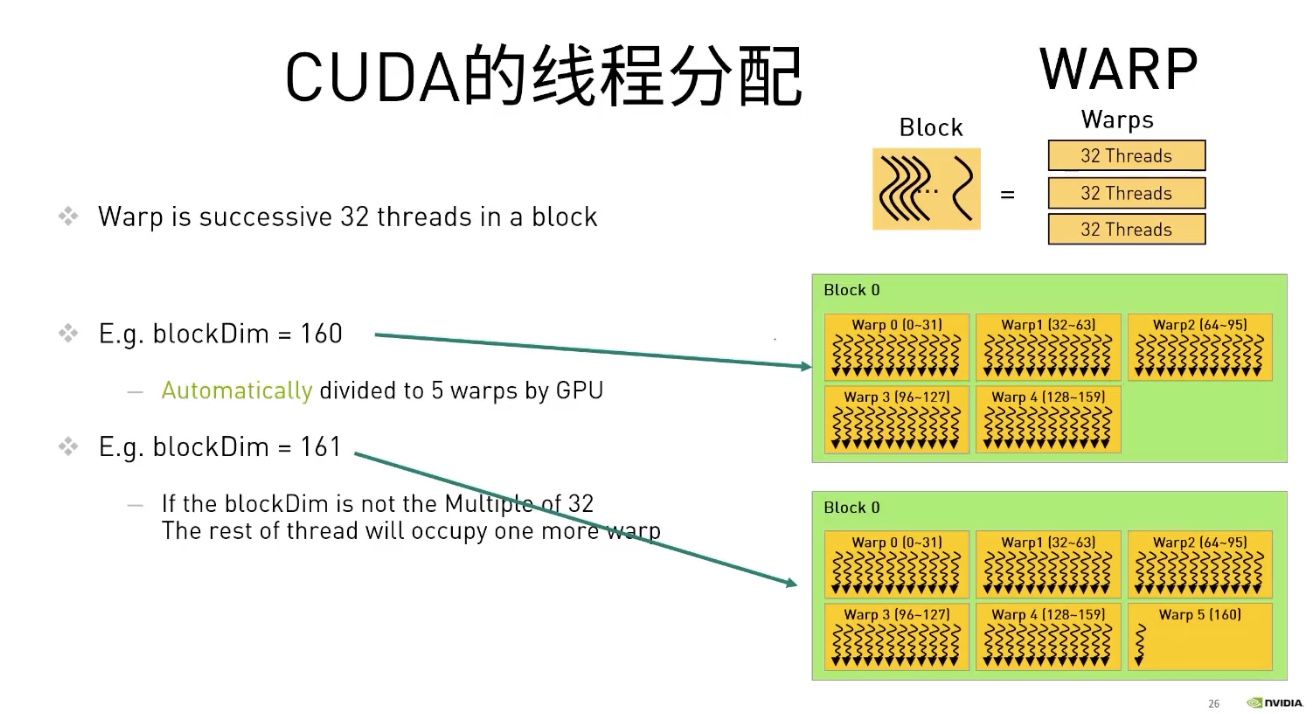 CUDA的线程分配
WARP
Block
Warps
...
=
32 Threads
32 Threads
32 Threads
Warp is successive 32 threads in a block
E.g. blockDim = 160
— Automatically divided to 5 warps by GPU
E.g. blockDim = 161
— If the blockDim is not the Multiple of 32
The rest of thread will occupy one more warp
Block 0
Warp 0 (0~31)
Warp1 (32~63)
Warp2 (64~95)
Warp 3 (96~127)
Warp 4 (128~159)
Block 0
Warp 0 (0~31)
Warp1 (32~63)
Warp2 (64~95)
Warp 3 (96~127)
Warp 4 (128~159)
Warp 5 (160)
26
NVIDIA